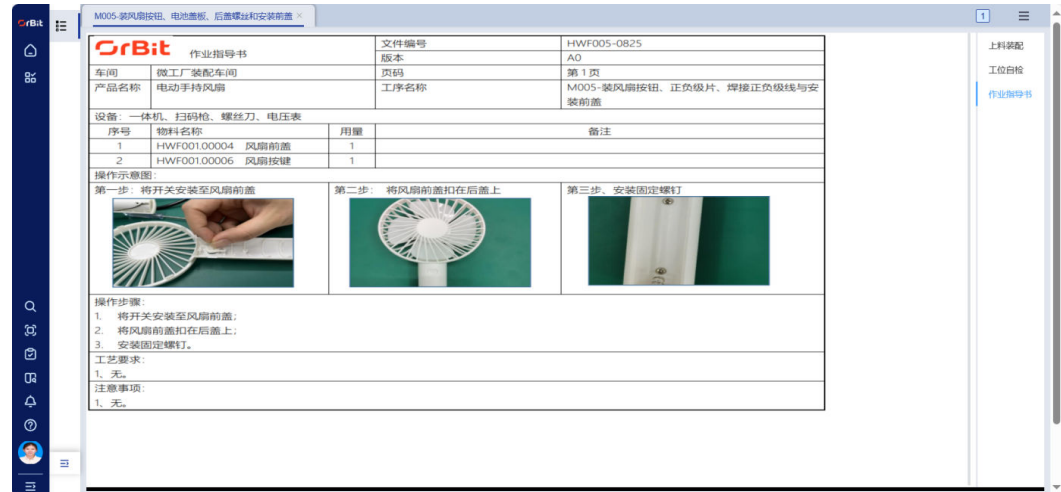 OrBit
M005-装风扇按钮、电池盖板、后盖螺丝和安装前盖 ×
1
OrBit 作业指导书
文件编号 HWF005-0825
版本 A0
车间 微工厂装配车间 页码 第 1 页
产品名称 电动手持风扇 工序名称 M005-装风扇按钮、正负级片、焊接正负级线与安
装前盖
设备：一体机、扫码枪、螺丝刀、电压表
序号 物料名称 用量 备注
1 HWF001.00004 风扇前盖 1
2 HWF001.00006 风扇按键 1
操作示意图：
第一步：将开关安装至风扇前盖 第二步： 将风扇前盖扣在后盖上 第三步、安装固定螺钉
操作步骤：
1. 将开关安装至风扇前盖；
2. 将风扇前盖扣在后盖上；
3. 安装固定螺钉。
工艺要求：
1、无。
注意事项：
1、无。
上料装配
工位自检
作业指导书